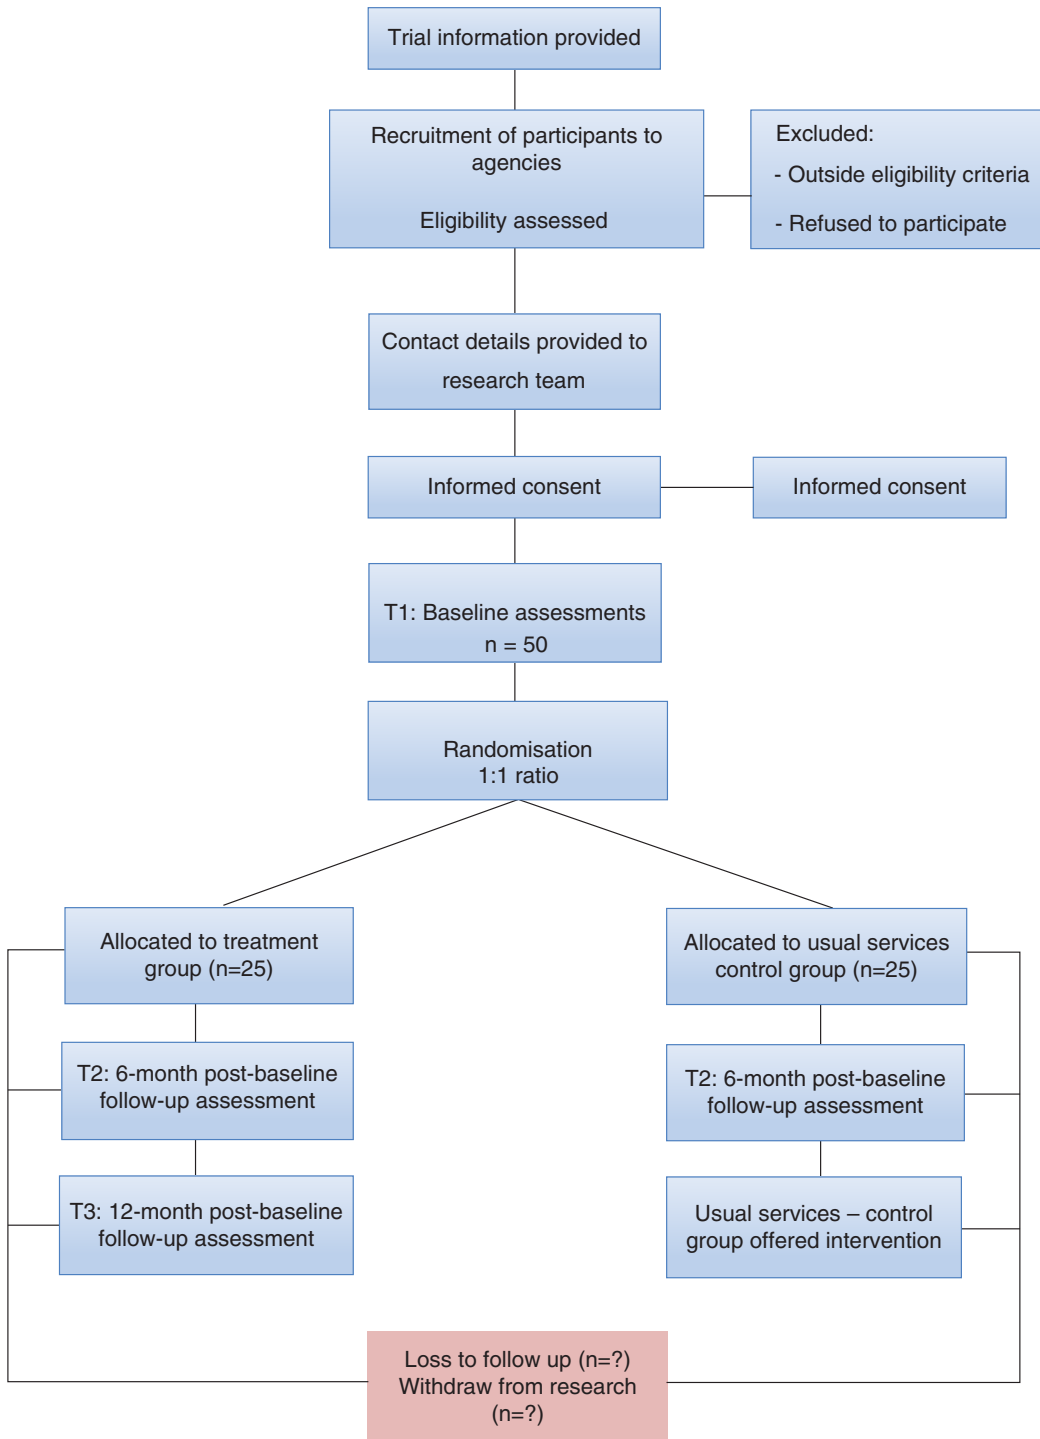 Trial information provided
Recruitment of participants to
agencies
Eligibility assessed
Excluded:
- Outside eligibility criteria
- Refused to participate
Contact details provided to
research team
Informed consent
Informed consent
T1: Baseline assessments
n = 50
Randomisation
1:1 ratio
Allocated to treatment
group (n=25)
T2: 6-month post-baseline
follow-up assessment
T3: 12-month post-baseline
follow-up assessment
Allocated to usual services
control group (n=25)
T2: 6-month post-baseline
follow-up assessment
Usual services – control
group offered intervention
Loss to follow up (n=?)
Withdraw from research
(n=?)